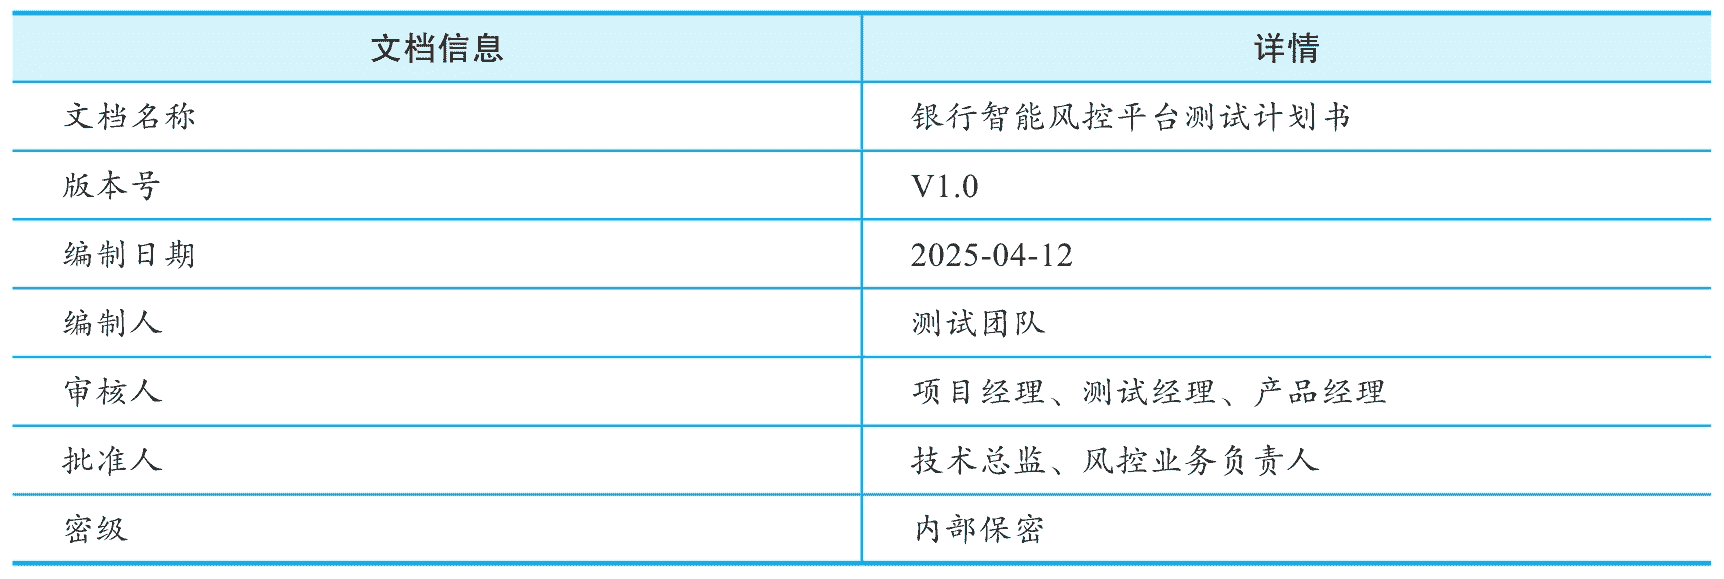 文档信息 详情
文档名称 银行智能风控平台测试计划书
版本号 V1.0
编制日期 2025-04-12
编制人 测试团队
审核人 项目经理、测试经理、产品经理
批准人 技术总监、风控业务负责人
密级 内部保密